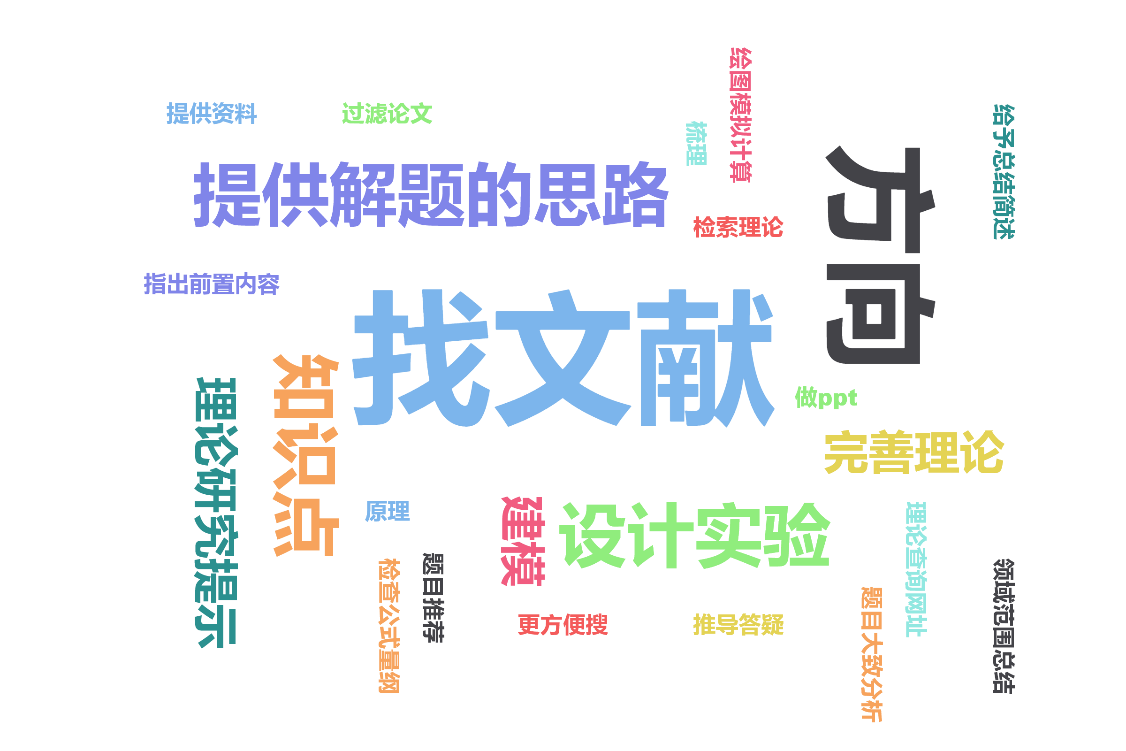 绘图模拟计算
提供资料
过滤论文
梳理
给予总结简述
方向
提供解题的思路
检索理论
指出前置内容
找文献
知识点
理论研究提示
做ppt
完善理论
原理
建模
设计实验
理论查询网址
题目推荐
检查公式量纲
领域范围总结
更方便搜
推导答疑
题目大致分析